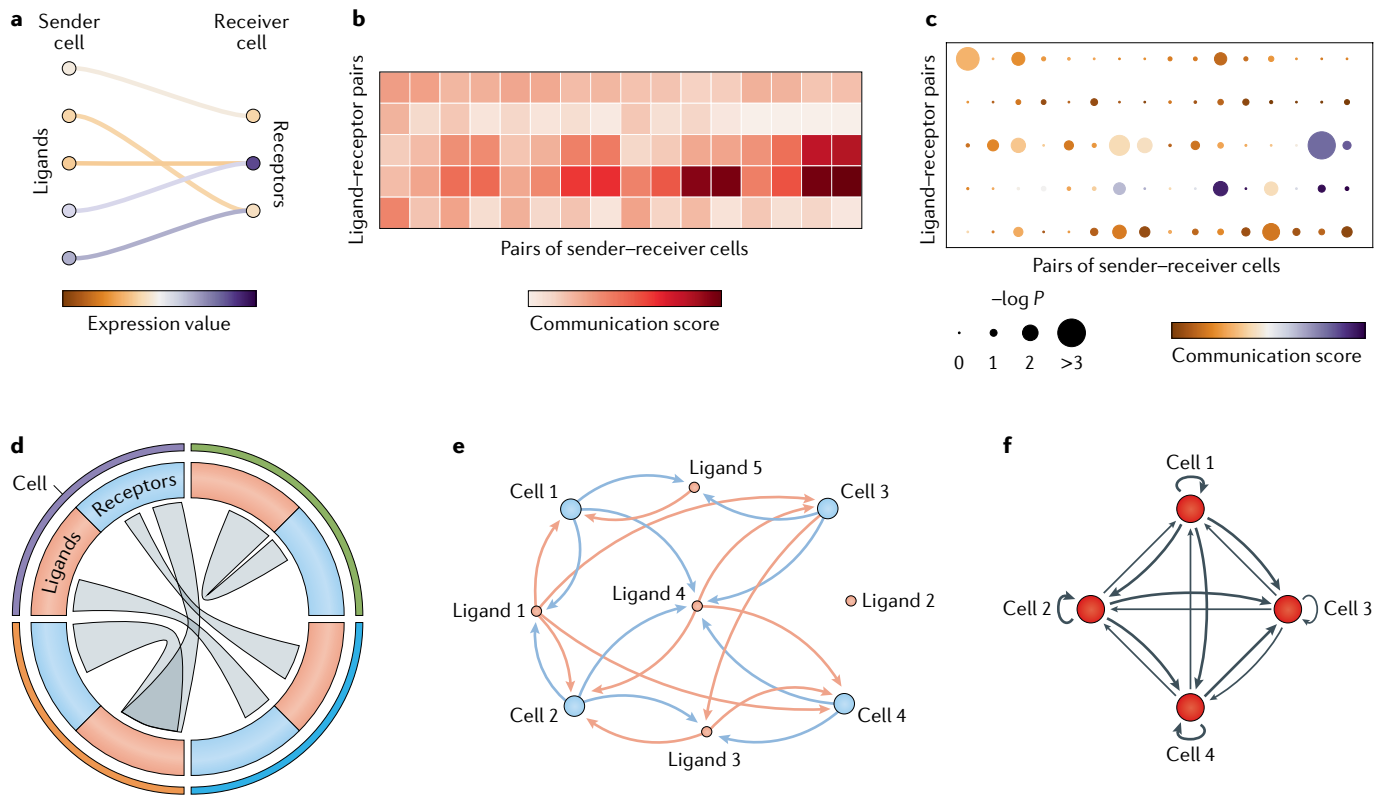 a
Sender
cell
Receiver
cell
Ligands
Receptors
Expression value
b
Ligand–receptor pairs
Pairs of sender–receiver cells
Communication score
c
Ligand–receptor pairs
Pairs of sender–receiver cells
–log P
0 1 2 >3
Communication score
d
Cell
Receptors
Ligands
e
Ligand 5
Cell 1
Cell 3
Ligand 4
Ligand 2
Ligand 1
Cell 2
Cell 4
Ligand 3
f
Cell 1
Cell 2
Cell 3
Cell 4